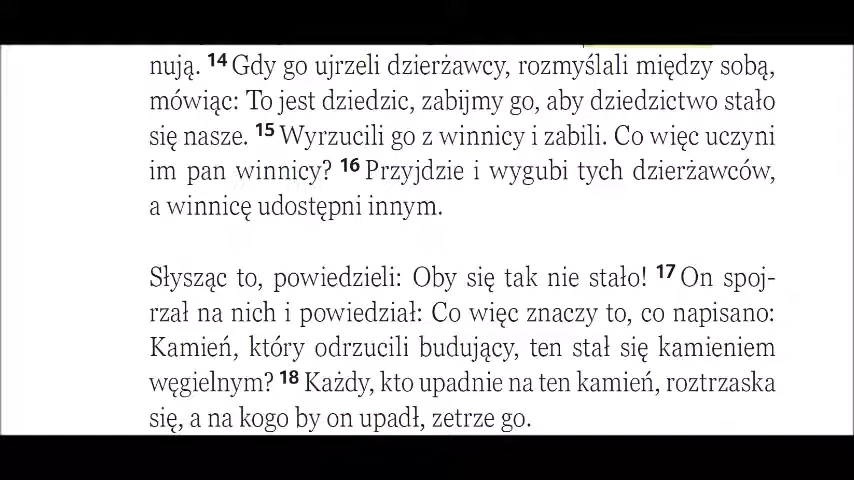 nują. 14 Gdy go ujrzeli dzierżawcy, rozmyślali między sobą,
mówiąc: To jest dziedzic, zabijmy go, aby dziedzictwo stało
się nasze. 15 Wyrzucili go z winnicy i zabili. Co więc uczyni
im pan winnicy? 16 Przyjdzie i wygubi tych dzierżawców,
a winnicę udostępni innym.
Słysząc to, powiedzieli: Oby się tak nie stało! 17 On spoj-
rzał na nich i powiedział: Co więc znaczy to, co napisano:
Kamień, który odrzucili budujący, ten stał się kamieniem
węgielnym? 18 Każdy, kto upadnie na ten kamień, roztrzaska
się, a na kogo by on upadł, zetrze go.